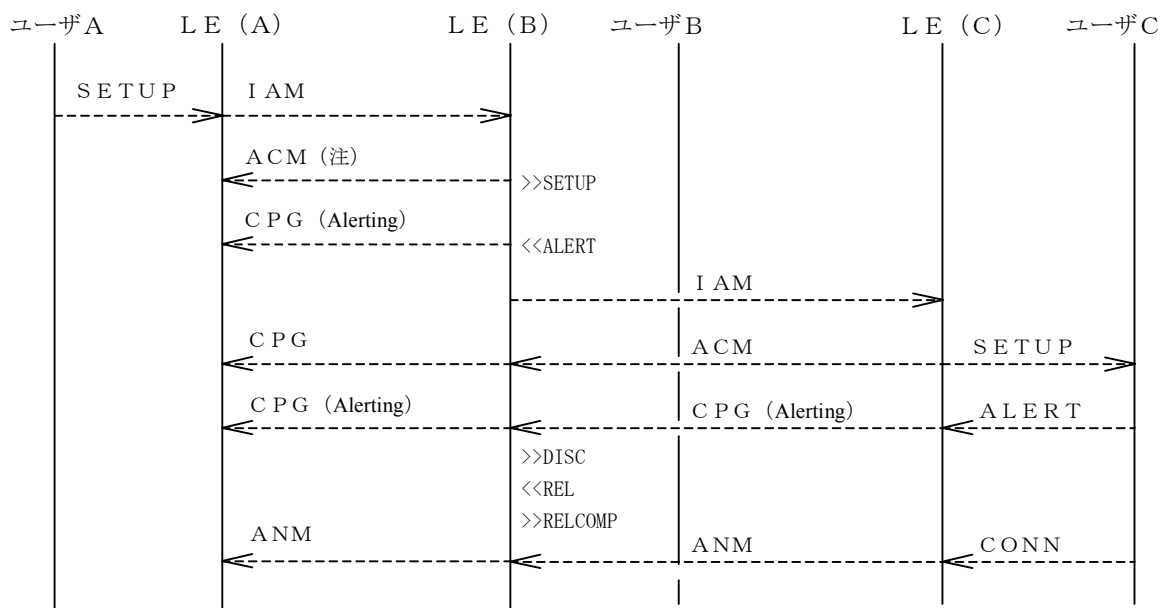 ユーザA ＬＥ（Ａ） ＬＥ（Ｂ） ユーザB ＬＥ（Ｃ） ユーザC
ＳＥＴＵＰ ＩＡＭ
ＡＣＭ（注） >>SETUP
ＣＰＧ（Alerting） <<ALERT
ＩＡＭ
ＣＰＧ ＡＣＭ ＳＥＴＵＰ
ＣＰＧ（Alerting） ＣＰＧ（Alerting） ＡＬＥＲＴ
>>DISC
<<REL
>>RELCOMP
ＡＮＭ ＡＮＭ ＣＯＮＮ